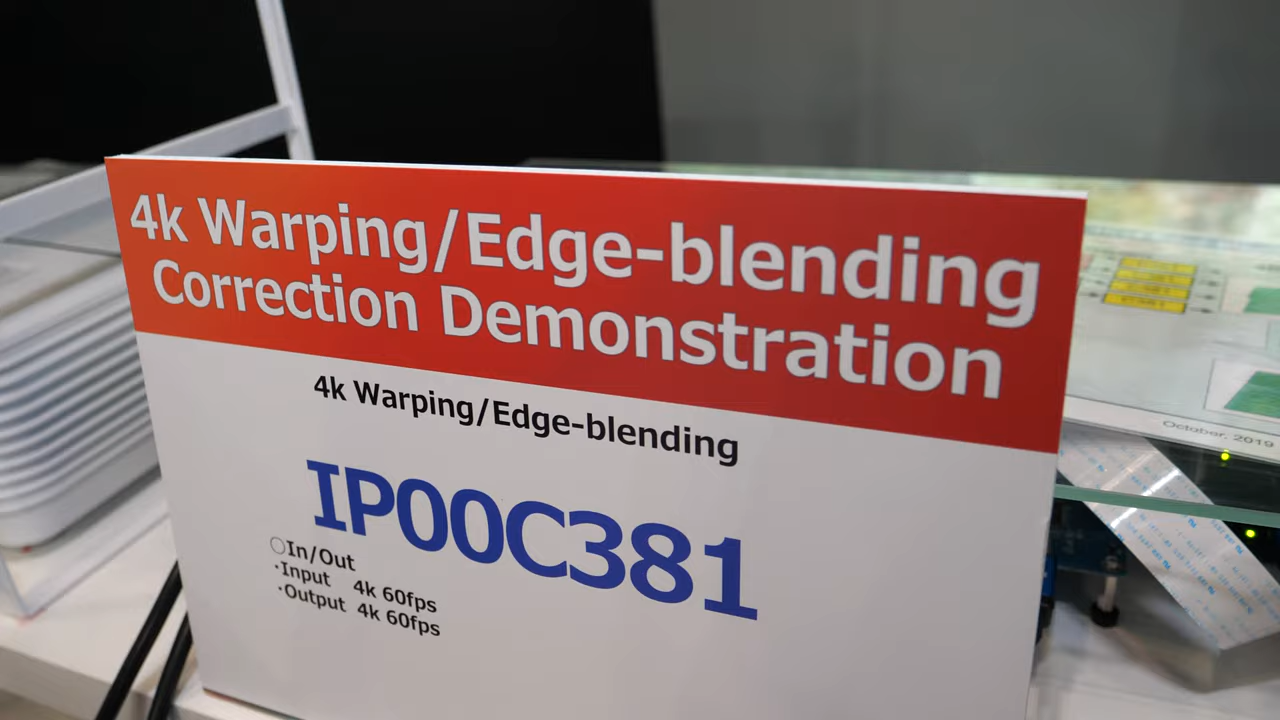 4k Warping/Edge-blending
Correction Demonstration
4k Warping/Edge-blending
IP00C381
○In/Out
・Input 4k 60fps
・Output 4k 60fps
October, 2019